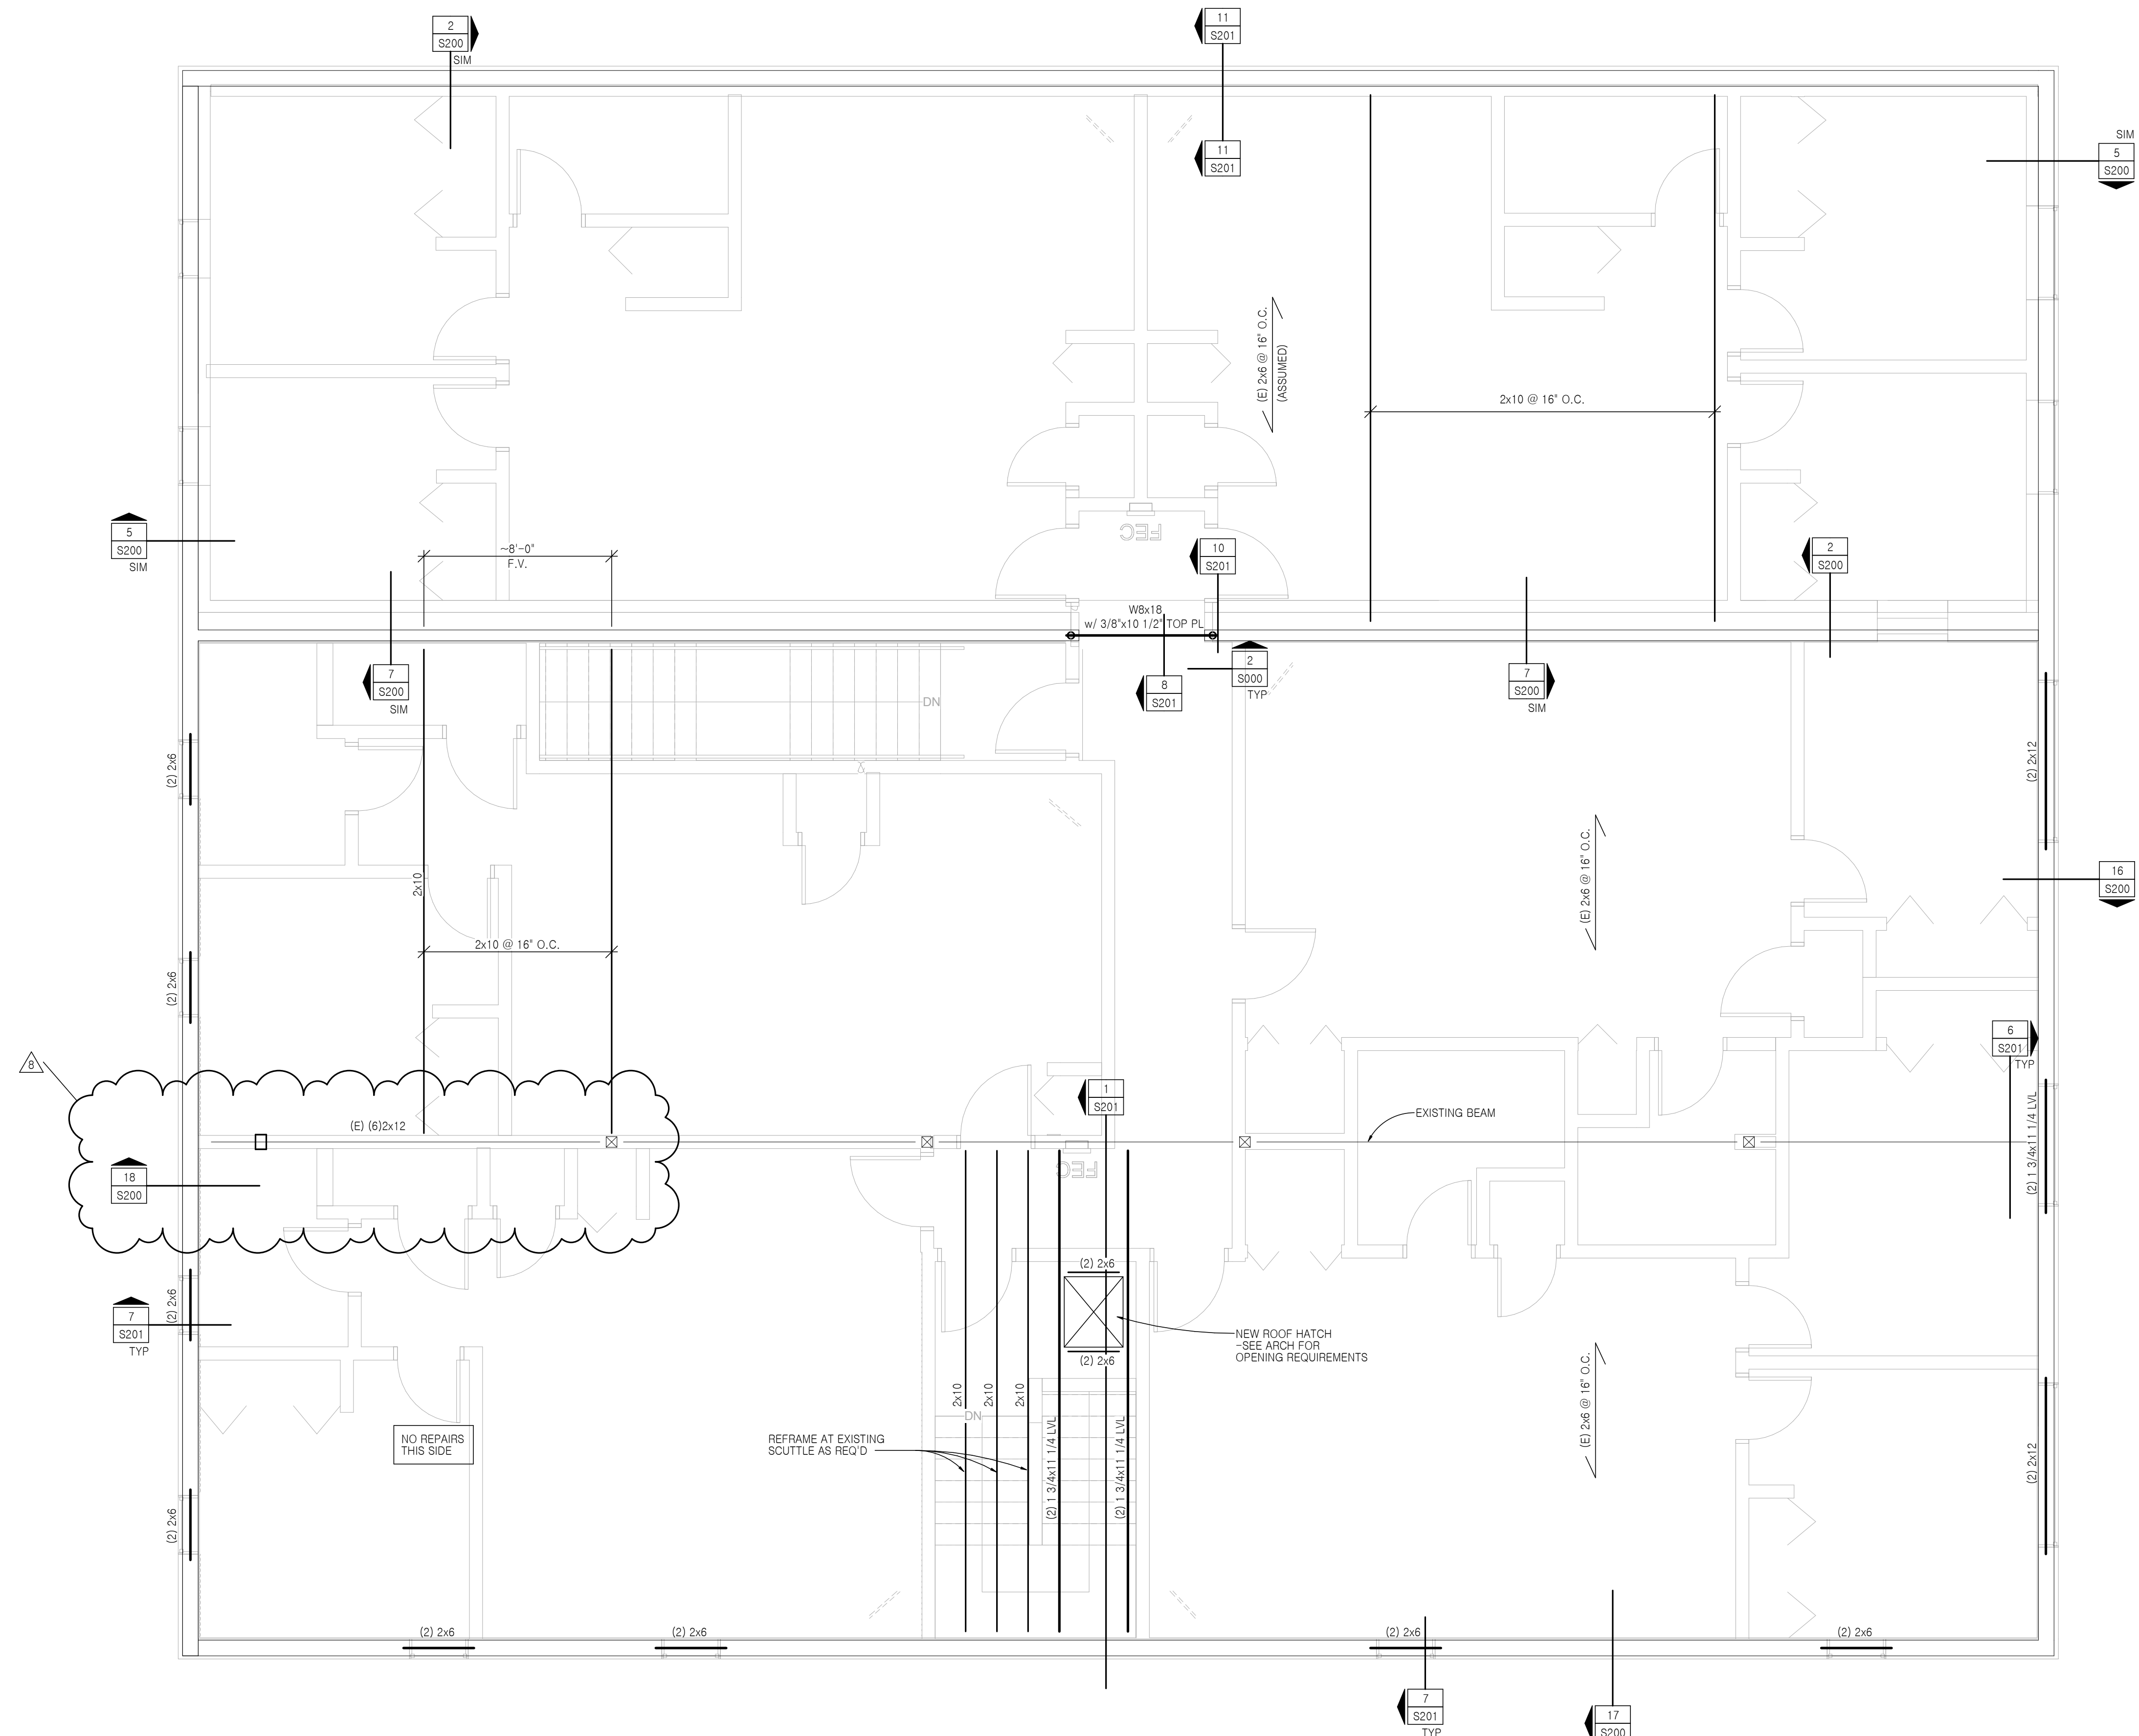 2
S200
SIM
11
S201
11
S201
SIM
5
S200
(E) 2x6 @ 16" O.C.
(ASSUMED)
2x10 @ 16" O.C.
5
S200
SIM
~8'-0"
F.V.
FEC
10
S201
2
S200
W8x18
w/ 3/8"x10 1/2" TOP PL
7
S200
SIM
8
S201
2
S000
TYP
7
S200
SIM
DN
(2) 2x6
(2) 2x12
2x10
(E) 2x6 @ 16" O.C.
16
S200
2x10 @ 16" O.C.
(2) 2x6
8
6
S201
TYP
1
S201
(E) (6)2x12
EXISTING BEAM
(2) 1 3/4x11 1/4 LVL
FEC
18
S200
(2) 2x6
(2) 2x6
7
S201
TYP
NEW ROOF HATCH
-SEE ARCH FOR
OPENING REQUIREMENTS
(2) 2x6
2x10
2x10
2x10
DN
(E) 2x6 @ 16" O.C.
NO REPAIRS
THIS SIDE
REFRAME AT EXISTING
SCUTTLE AS REQ'D
(2) 1 3/4x11 1/4 LVL
(2) 1 3/4x11 1/4 LVL
(2) 2x12
(2) 2x6
(2) 2x6
(2) 2x6
(2) 2x6
(2) 2x6
7
S201
TYP
17
S200